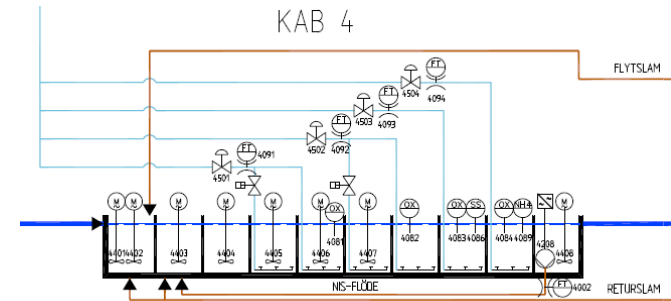 KAB 4
FLYTSLAM
4504
FT
4094
4503
FT
4093
4502
FT
4092
4501
FT
4091
M
M
M
M
M
M
M
M
OX
OX
OX
SS
OX
NH4
4401
4402
4403
4404
4405
4406
4081
4407
4082
4083
4086
4084
4089
4208
4408
NIS-FLÖDE
FT
4002
RETURSLAM